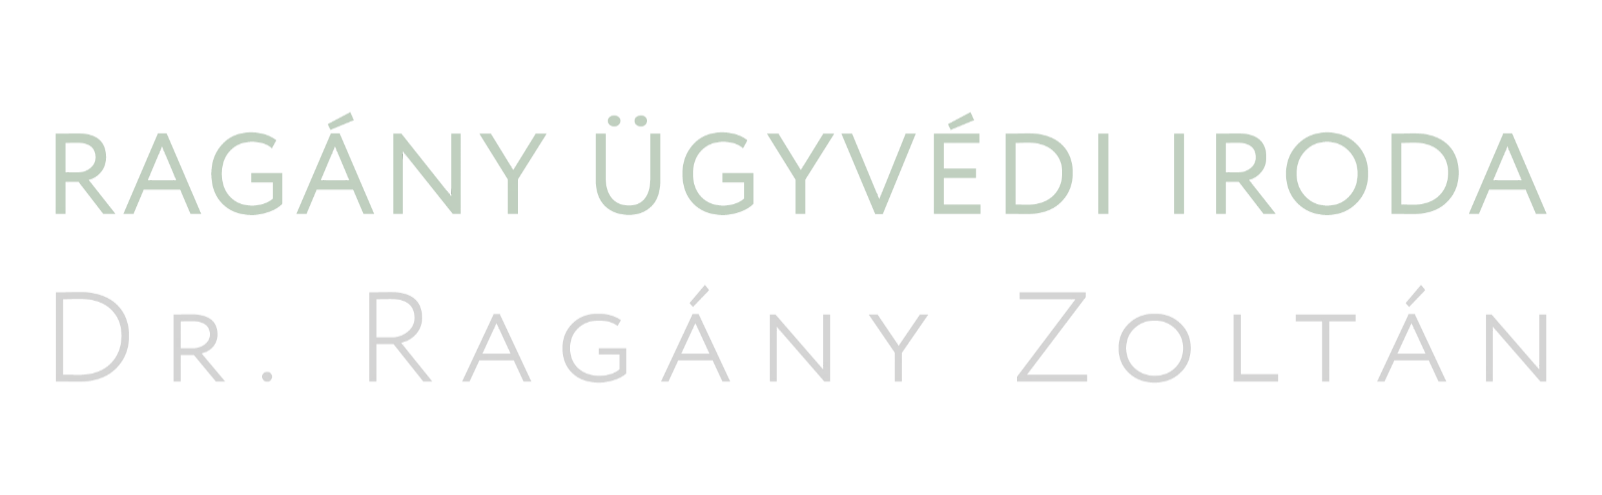 RAGÁNY ÜGYVÉDI IRODA
Dr. Ragány Zoltán